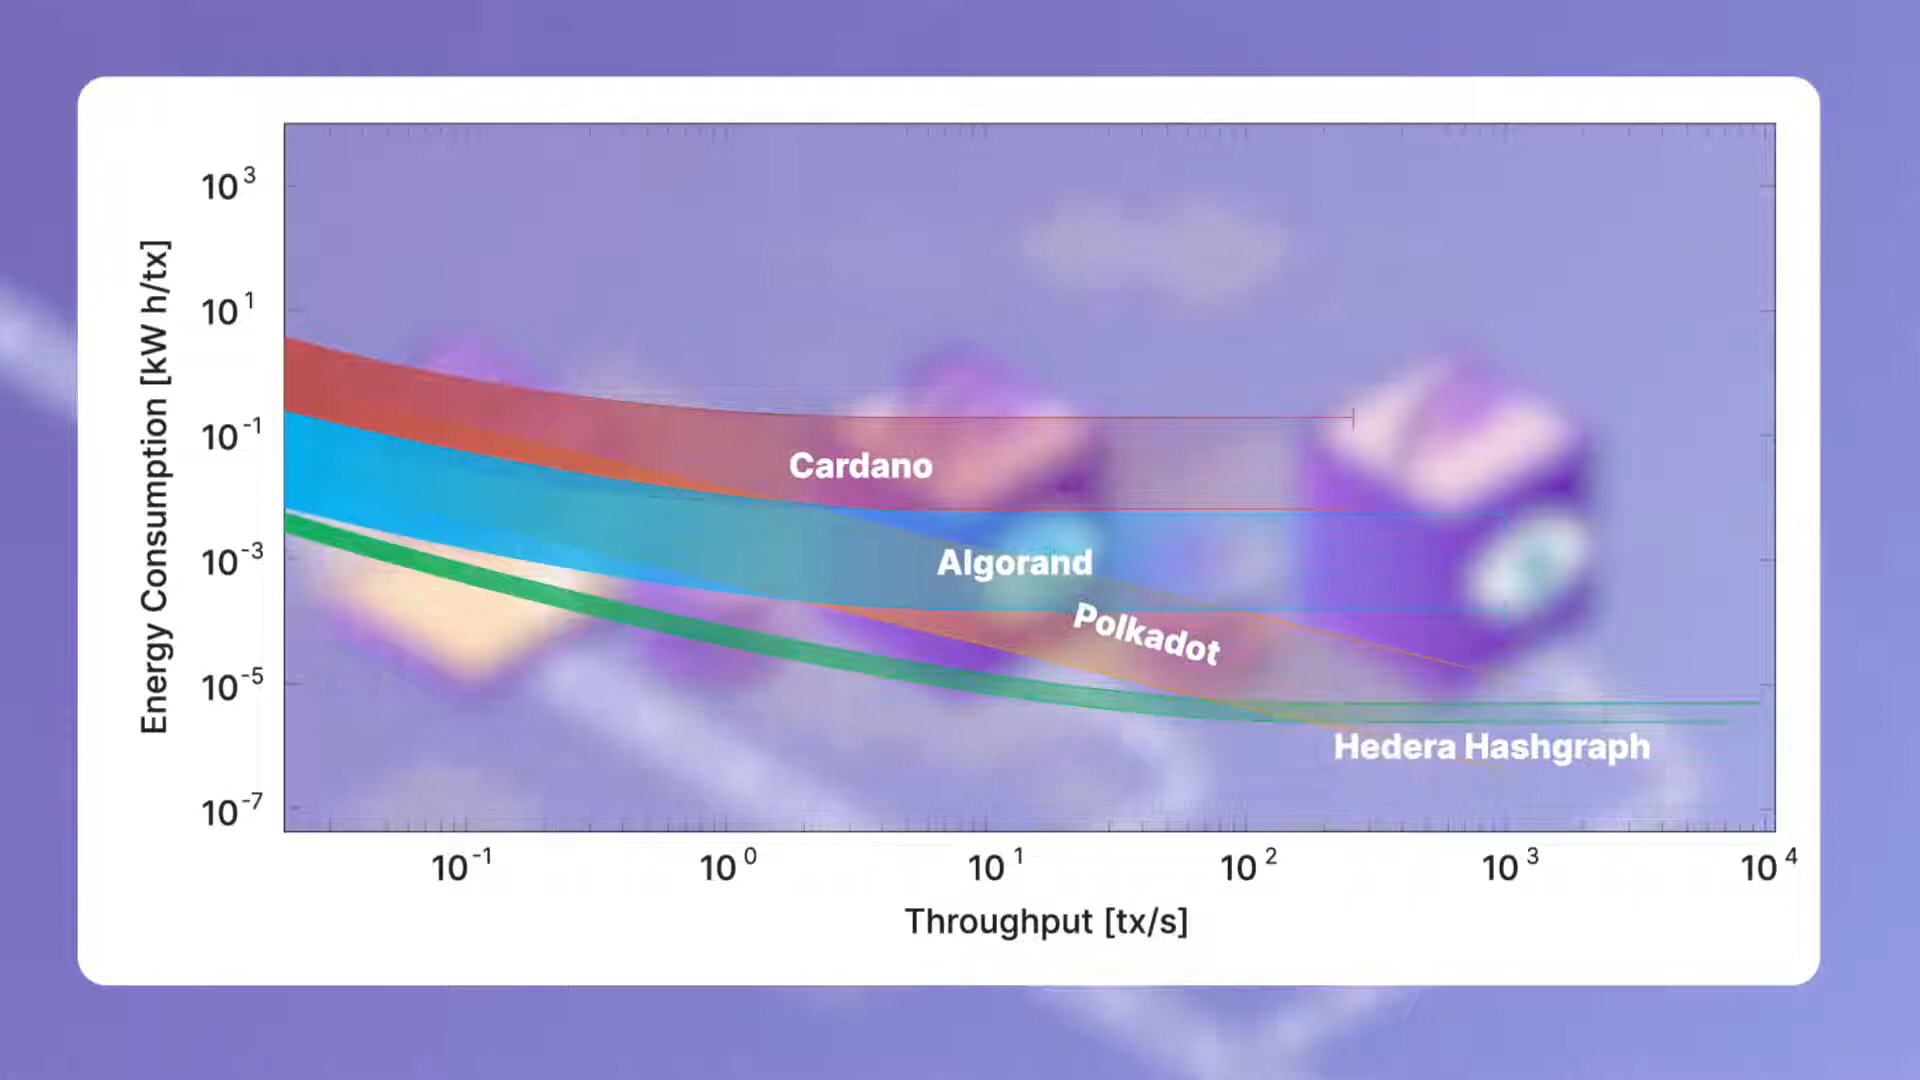 Energy Consumption [kW h/tx]
10³
10¹
10⁻¹
10⁻³
10⁻⁵
10⁻⁷
Cardano
Algorand
Polkadot
Hedera Hashgraph
10⁻¹ 10⁰ 10¹ 10² 10³ 10⁴
Throughput [tx/s]